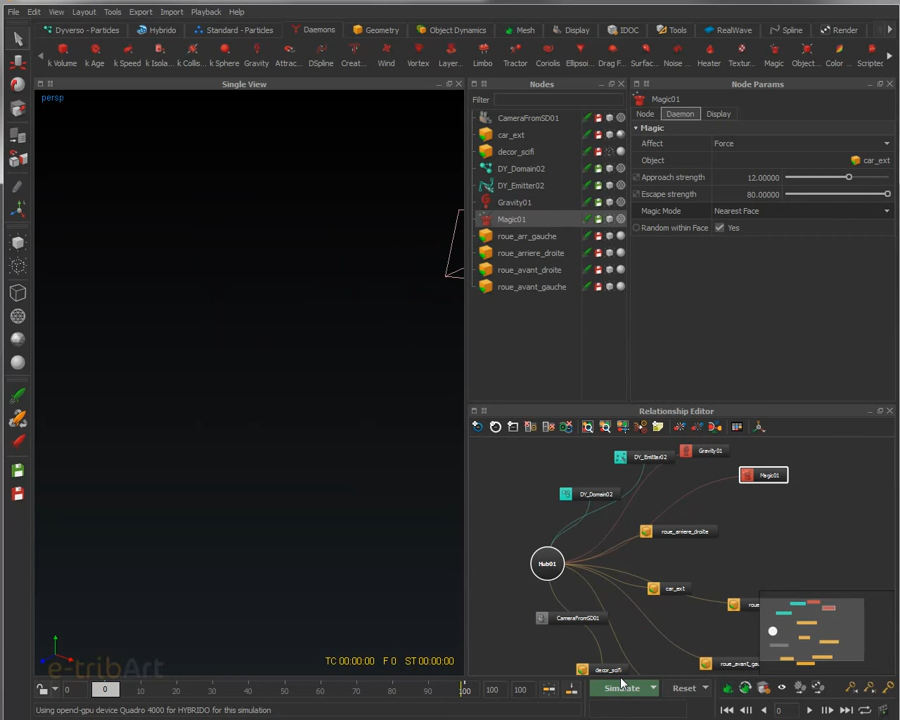 File Edit View Layout Tools Export Import Playback Help
Dyverso - Particles Hybrido Standard - Particles Daemons Geometry Object Dynamics Mesh Display IDOC Tools RealWave Spline Render
k Volume k Age k Speed k Isola... k Collis... k Sphere Gravity Attrac... DSpline Creat... Wind Vortex Layer... Limbo Tractor Coriolis Ellipsoi... Drag F... Surfac... Noise ... Heater Textur... Magic Object... Color ... Scripted
Single View Nodes Node Params
persp
Filter
Magic01
Node Daemon Display
CameraFromSD01
car_ext
decor_scifi
DY_Domain02
DY_Emitter02
Gravity01
Magic01
roue_arr_gauche
roue_arriere_droite
roue_avant_droite
roue_avant_gauche
Magic
Affect Force
Object car_ext
Approach strength 12.00000
Escape strength 80.00000
Magic Mode Nearest Face
Random within Face Yes
Relationship Editor
Gravity01
DY_Emitter02
Magic01
DY_Domain02
roue_arriere_droite
Hub01
car_ext
roue
CameraFromSD01
roue_avant_gau
decor_scifi
TC 00:00:00 F 0 ST 00:00:00
e-tribArt
0 0 10 20 30 40 50 60 70 80 90 100 100 100 Simulate Reset
Using opend-gpu device Quadro 4000 for HYBRIDO for this simulation 0